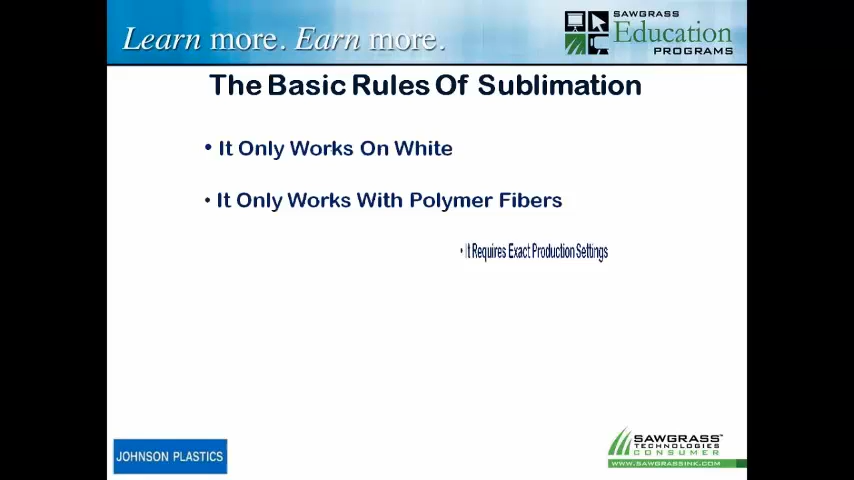 Learn more. Earn more.
SAWGRASS
Education
PROGRAMS
The Basic Rules Of Sublimation
• It Only Works On White
• It Only Works With Polymer Fibers
• It Requires Exact Production Settings
JOHNSON PLASTICS
SAWGRASS™
TECHNOLOGIES
CONSUMER
WWW.SAWGRASSINK.COM